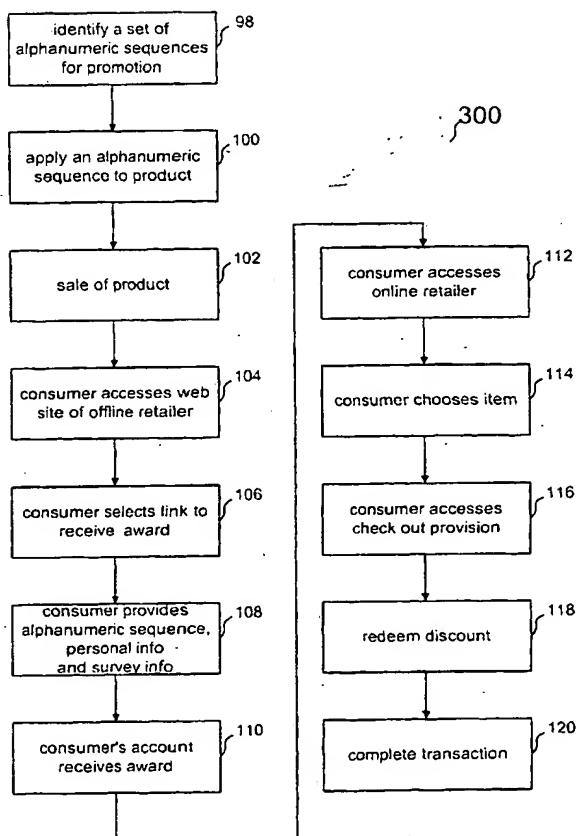 identify a set of
alphanumeric sequences
for promotion
98
apply an alphanumeric
sequence to product
100
sale of product
102
consumer accesses web
site of offline retailer
104
consumer selects link to
receive award
106
consumer provides
alphanumeric sequence,
personal info
and survey info
108
consumer's account
receives award
110
300
consumer accesses
online retailer
112
consumer chooses item
114
consumer accesses
check out provision
116
redeem discount
118
complete transaction
120